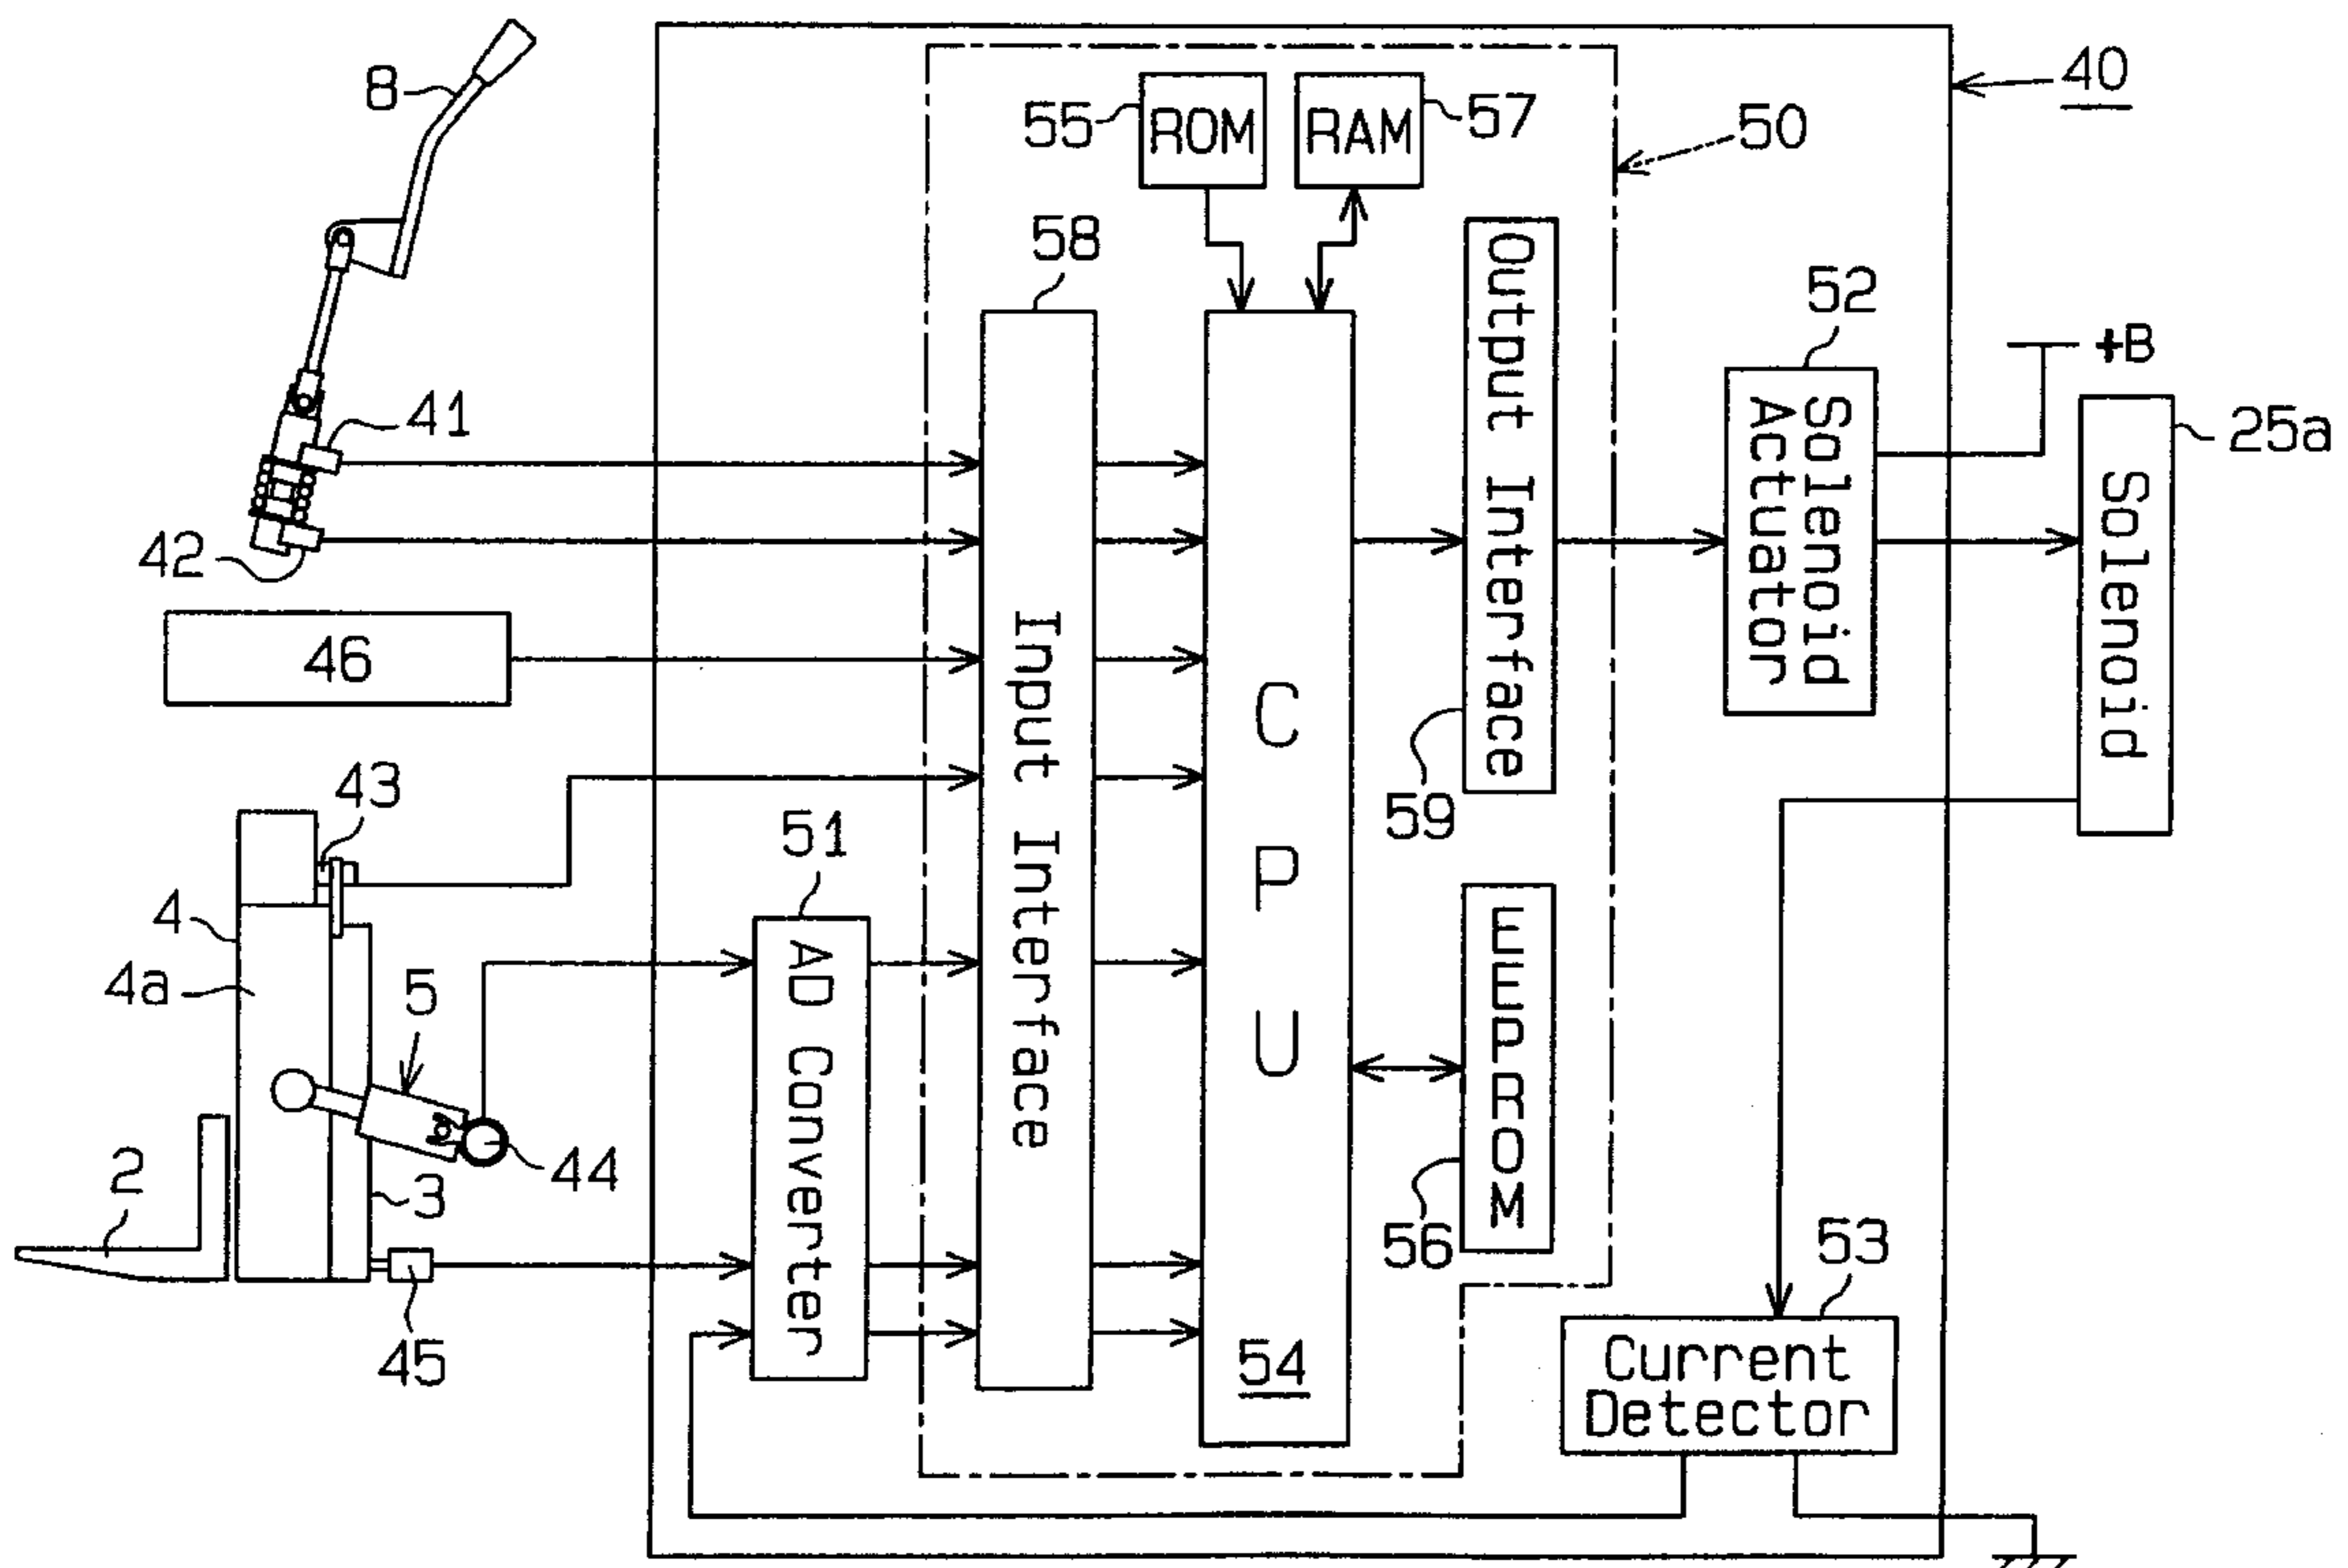 8
40
55
ROM
RAM
57
50
58
Output Interface
52
+B
41
Solenoid
Actuator
25a
Solenoid
42
46
Input Interface
C
P
U
59
43
51
4
AD Converter
4a
5
EEPROM
2
3
44
56
53
45
54
Current
Detector